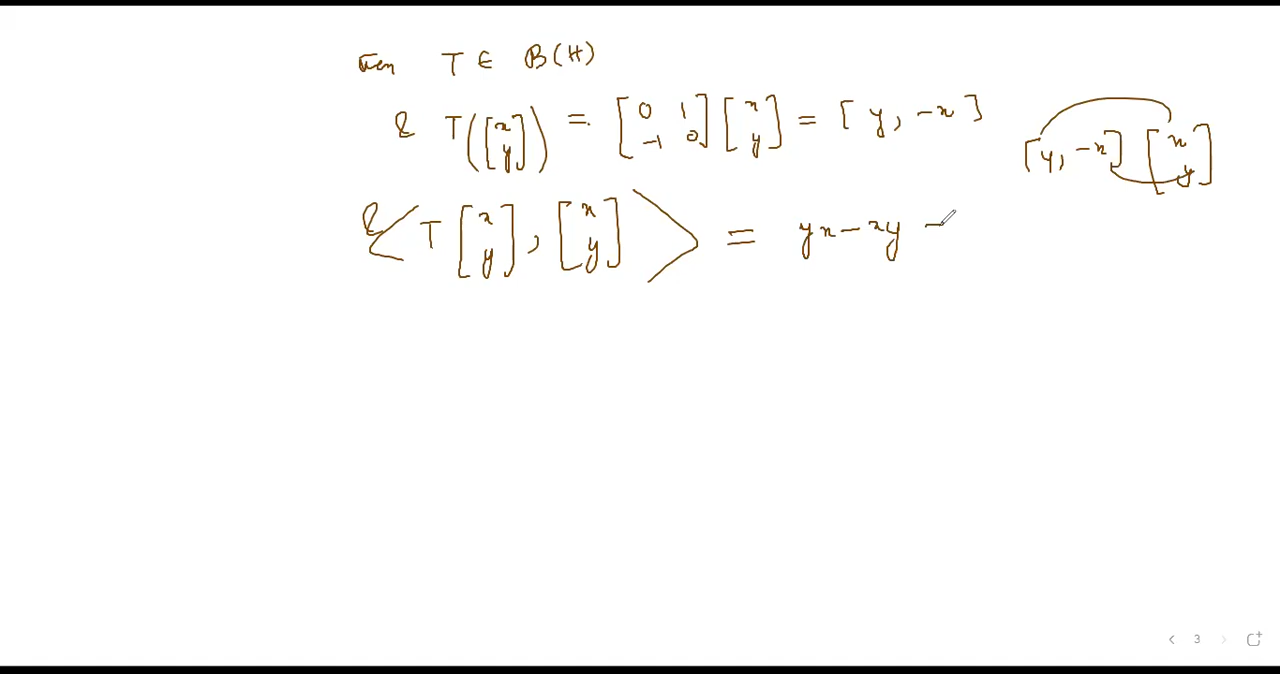 then T ∈ B(H)
& T([x y]) = [0 1 -1 0] [x y] = [y, -x]
[y, -x] [x y]
& < T [x y], [x y] > = yx - xy -
3